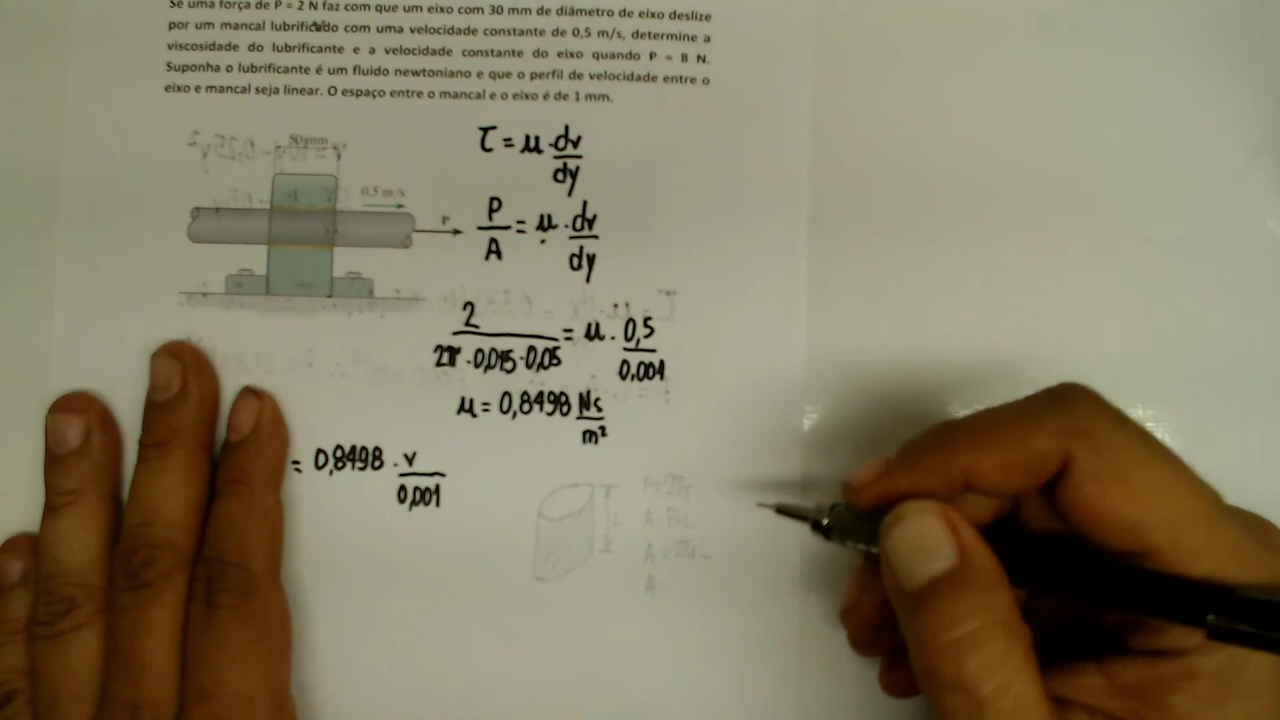 Se uma força de P = 2 N faz com que um eixo com 30 mm de diâmetro de eixo deslize
por um mancal lubrificado com uma velocidade constante de 0,5 m/s, determine a
viscosidade do lubrificante e a velocidade constante do eixo quando P = 8 N.
Suponha o lubrificante é um fluido newtoniano e que o perfil de velocidade entre o
eixo e mancal seja linear. O espaço entre o mancal e o eixo é de 1 mm.
50 mm
0.5 m/s
P
τ = μ · dv/dy
P/A = μ · dv/dy
2/(2π · 0,015 · 0,05) = μ · 0,5/0,001
μ = 0,8498 Ns/m²
= 0,8498 · v/0,001
P=2πr
L